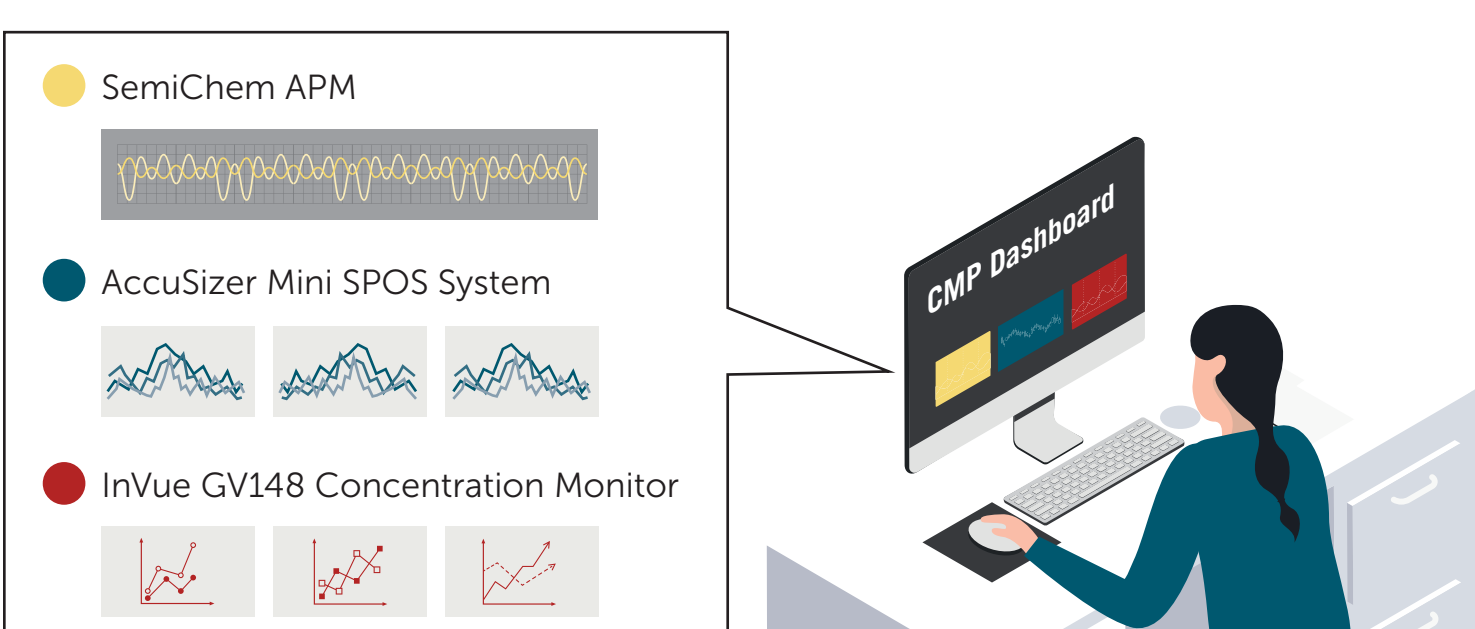 SemiChem APM
AccuSizer Mini SPOS System
InVue GV148 Concentration Monitor
CMP Dashboard